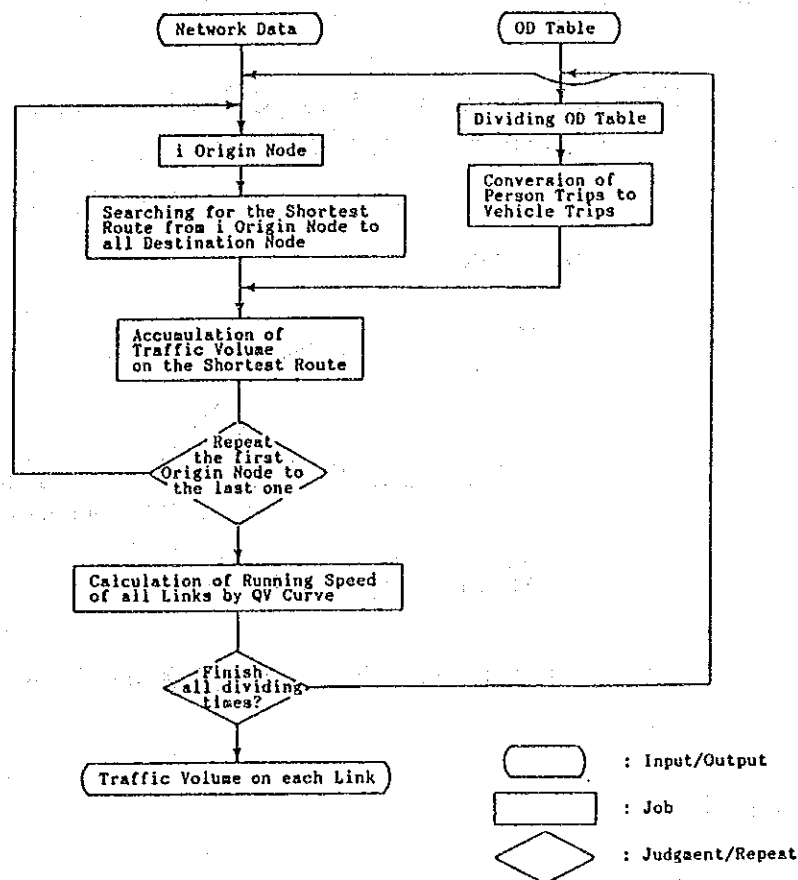 Network Data
OD Table
Dividing OD Table
i Origin Node
Conversion of
Person Trips to
Vehicle Trips
Searching for the Shortest
Route from i Origin Node to
all Destination Node
Accumulation of
Traffic Volume
on the Shortest Route
Repeat
the first
Origin Node to
the last one
Calculation of Running Speed
of all Links by QV Curve
Finish
all dividing
times?
Traffic Volume on each Link
: Input/Output
: Job
: Judgment/Repeat